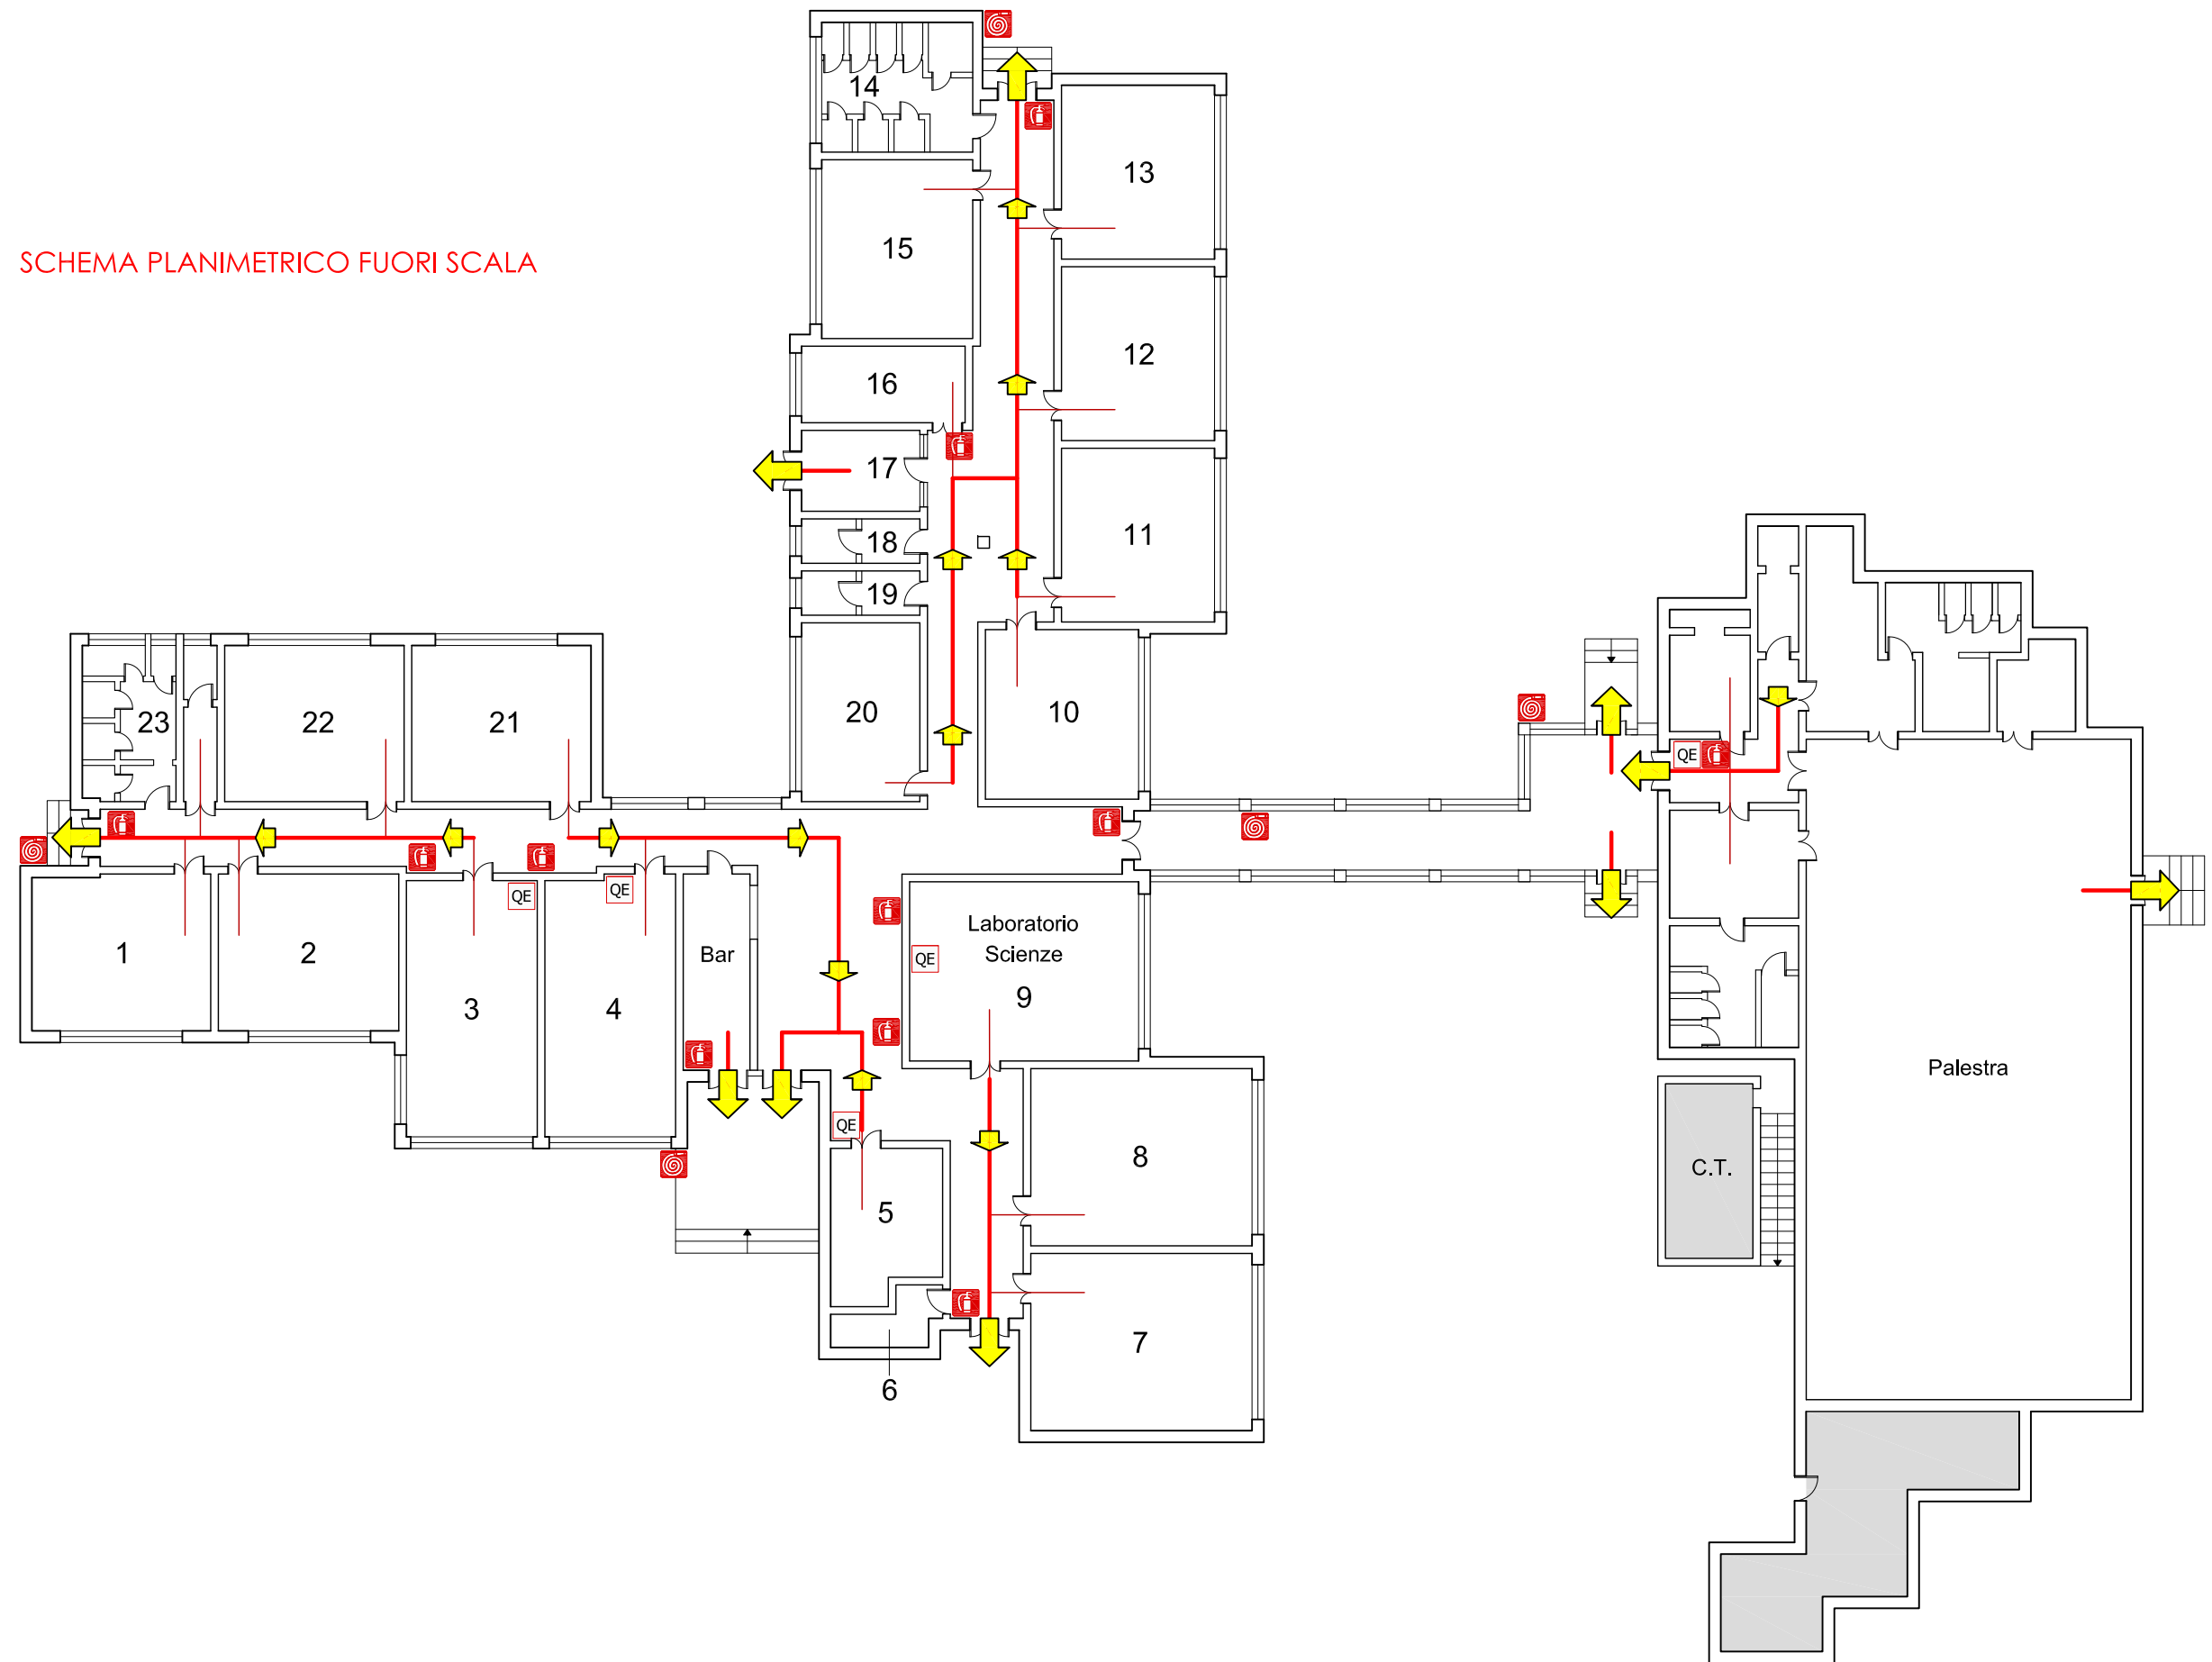 14
13
SCHEMA PLANIMETRICO FUORI SCALA
15
12
16
17
11
18
19
23
22
21
20
10
QE
QE
QE
1
2
Bar
Laboratorio
Scienze
QE
3
4
9
Palestra
QE
8
C.T.
5
7
6